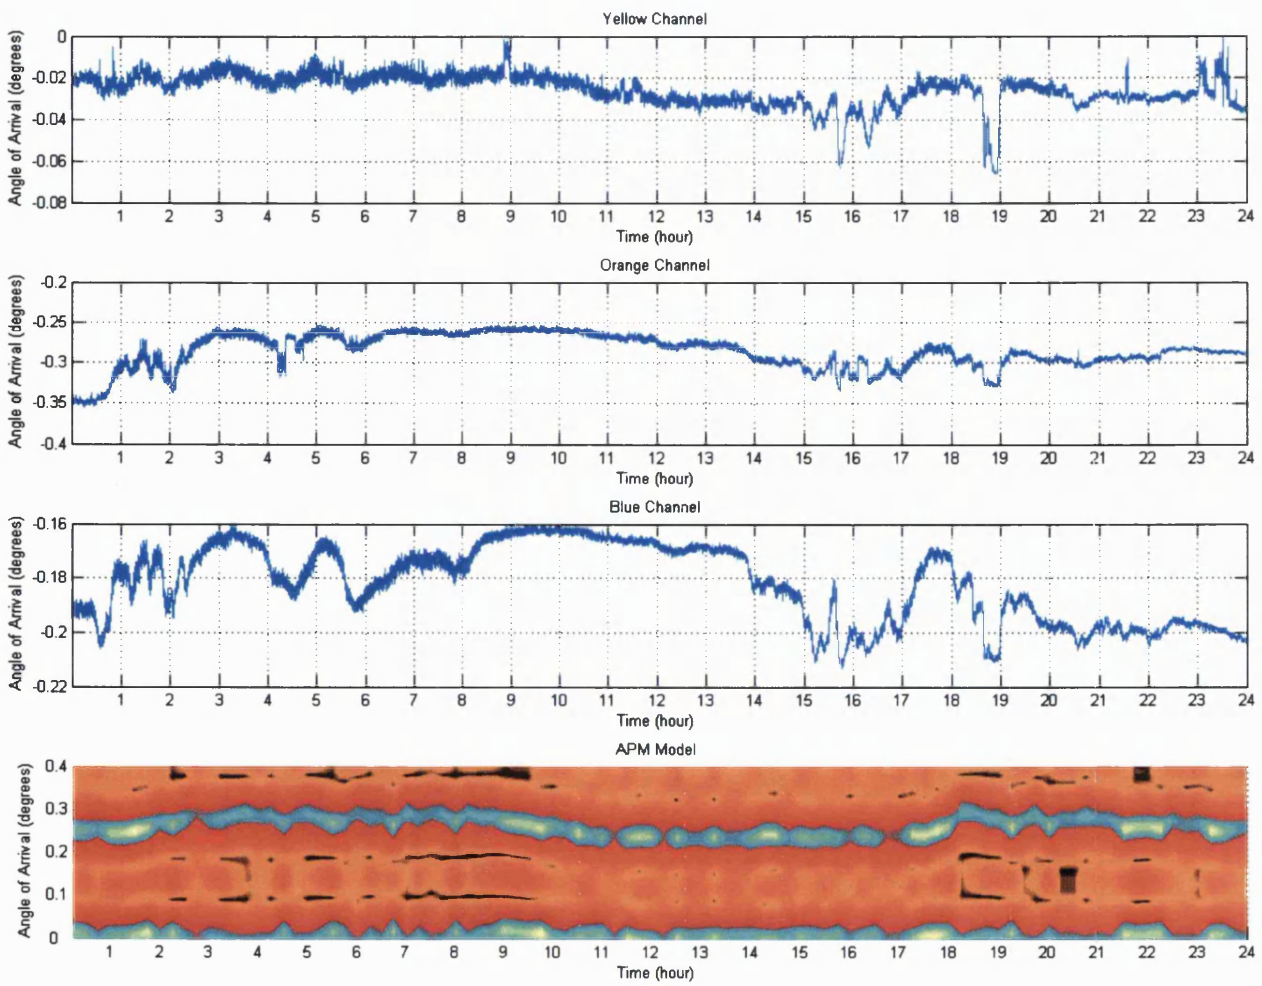 Yellow Channel
Angle of Arrival (degrees)
0
-0.02
-0.04
-0.06
-0.08
1 2 3 4 5 6 7 8 9 10 11 12 13 14 15 16 17 18 19 20 21 22 23 24
Time (hour)
Orange Channel
Angle of Arrival (degrees)
-0.2
-0.25
-0.3
-0.35
-0.4
1 2 3 4 5 6 7 8 9 10 11 12 13 14 15 16 17 18 19 20 21 22 23 24
Time (hour)
Blue Channel
Angle of Arrival (degrees)
-0.16
-0.18
-0.2
-0.22
1 2 3 4 5 6 7 8 9 10 11 12 13 14 15 16 17 18 19 20 21 22 23 24
Time (hour)
APM Model
Angle of Arrival (degrees)
0.4
0.3
0.2
0.1
0
1 2 3 4 5 6 7 8 9 10 11 12 13 14 15 16 17 18 19 20 21 22 23 24
Time (hour)